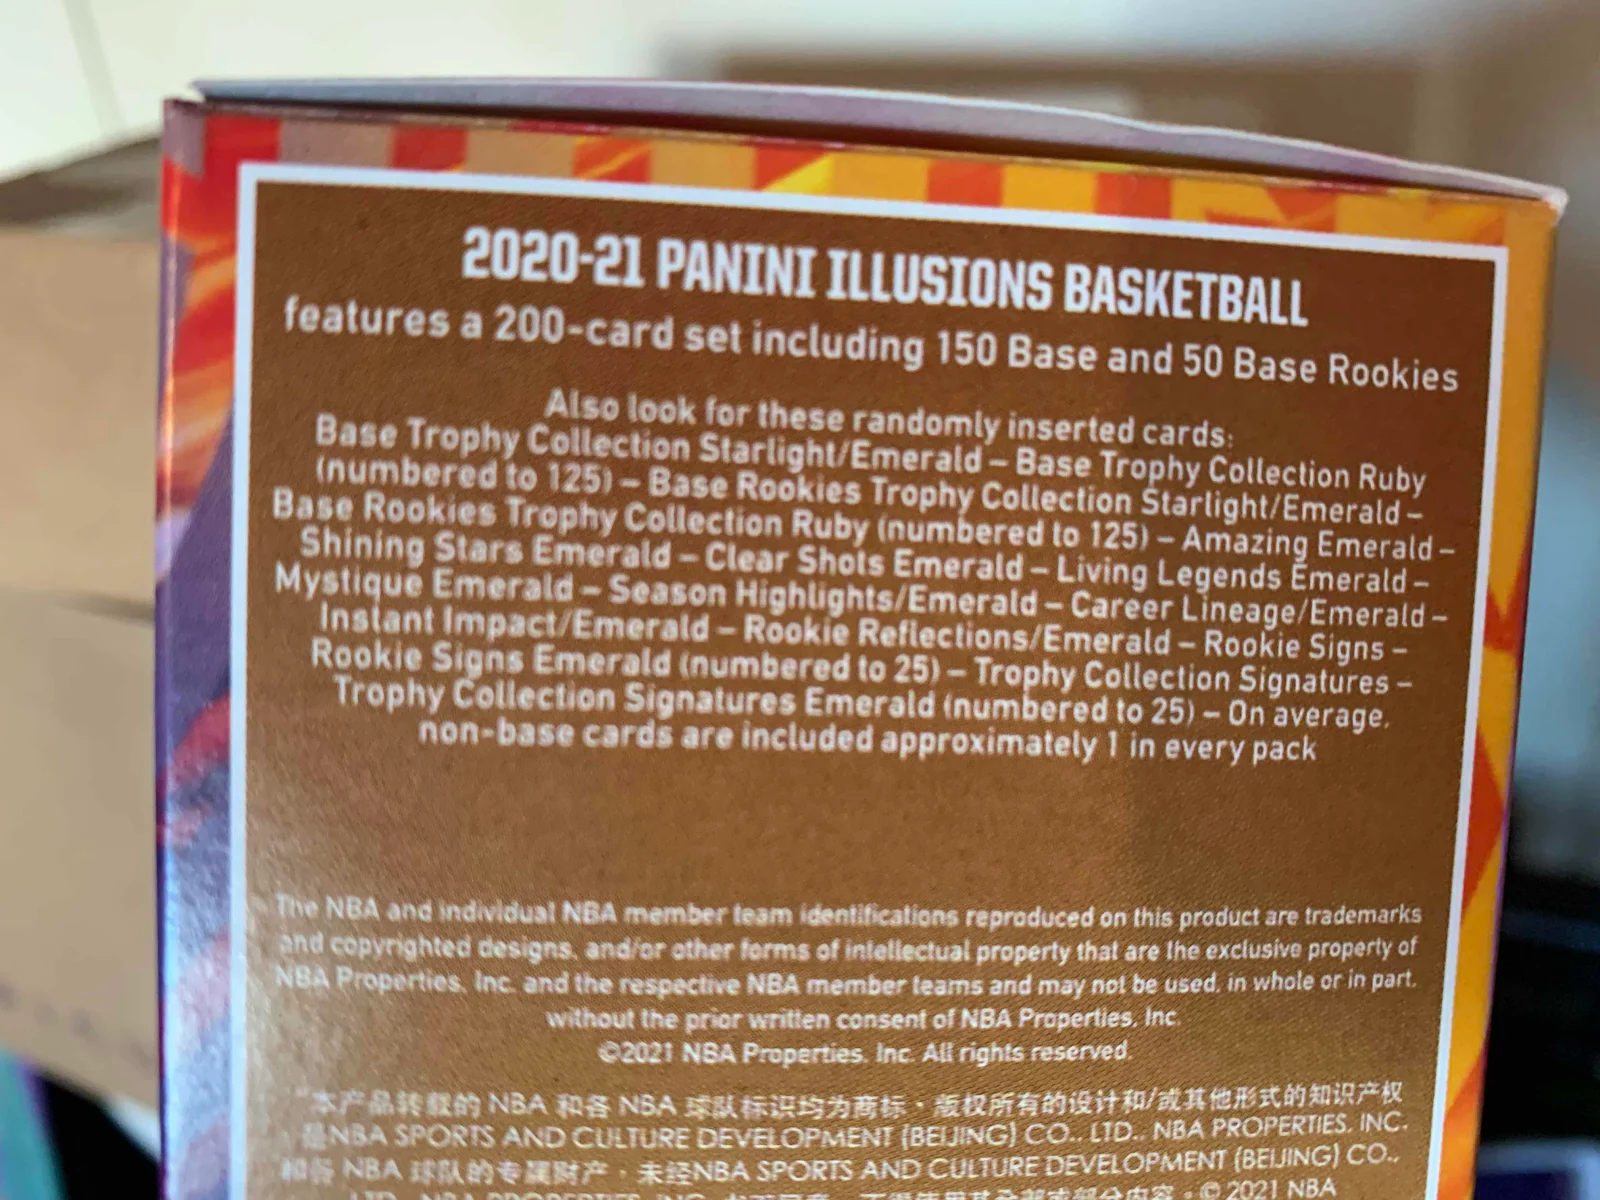 2020-21 PANINI ILLUSIONS BASKETBALL
features a 200-card set including 150 Base and 50 Base Rookies
Also look for these randomly inserted cards:
Base Trophy Collection Starlight/Emerald – Base Trophy Collection Ruby
(numbered to 125) – Base Rookies Trophy Collection Starlight/Emerald –
Base Rookies Trophy Collection Ruby (numbered to 125) – Amazing Emerald –
Shining Stars Emerald – Clear Shots Emerald – Living Legends Emerald –
Mystique Emerald – Season Highlights/Emerald – Career Lineage/Emerald –
Instant Impact/Emerald – Rookie Reflections/Emerald – Rookie Signs –
Rookie Signs Emerald (numbered to 25) – Trophy Collection Signatures –
Trophy Collection Signatures Emerald (numbered to 25) – On average,
non-base cards are included approximately 1 in every pack
The NBA and individual NBA member team identifications reproduced on this product are trademarks
and copyrighted designs, and/or other forms of intellectual property that are the exclusive property of
NBA Properties, Inc. and the respective NBA member teams and may not be used, in whole or in part,
without the prior written consent of NBA Properties, Inc.
©2021 NBA Properties, Inc. All rights reserved.
"本产品转载的 NBA 和各 NBA 球队标识均为商标,版权所有的设计和/或其他形式的知识产权
是NBA SPORTS AND CULTURE DEVELOPMENT (BEIJING) CO., LTD., NBA PROPERTIES, INC.
和各 NBA 球队的专属财产,未经NBA SPORTS AND CULTURE DEVELOPMENT (BEIJING) CO.,
LTD., NBA PROPERTIES, INC. © 2021 NBA